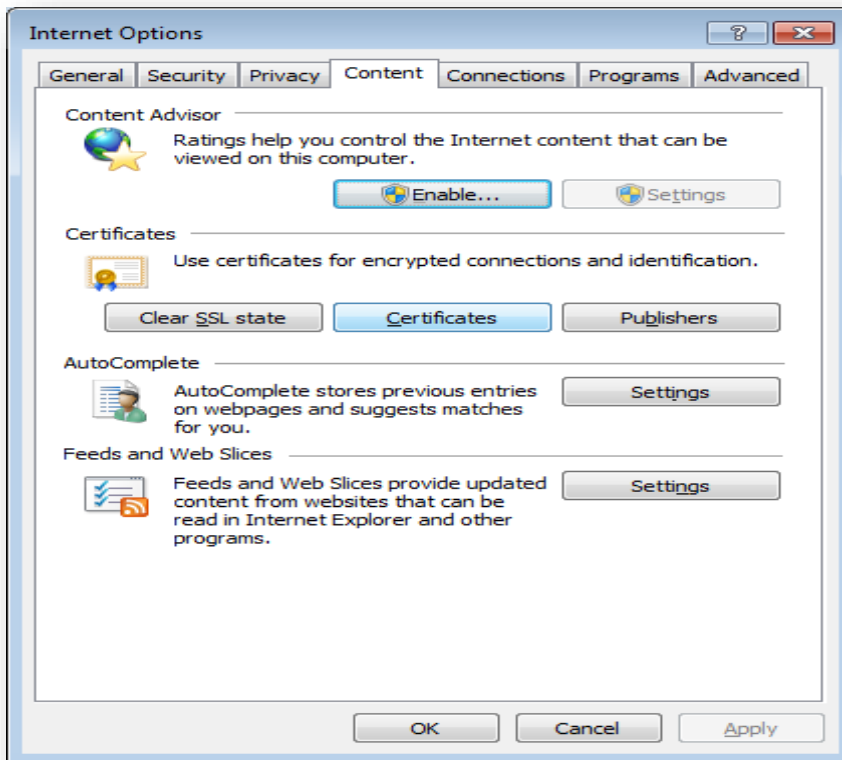 Internet Options
General Security Privacy Content Connections Programs Advanced
Content Advisor
Ratings help you control the Internet content that can be
viewed on this computer.
Enable... Settings
Certificates
Use certificates for encrypted connections and identification.
Clear SSL state Certificates Publishers
AutoComplete
AutoComplete stores previous entries
on webpages and suggests matches
for you.
Settings
Feeds and Web Slices
Feeds and Web Slices provide updated
content from websites that can be
read in Internet Explorer and other
programs.
Settings
OK Cancel Apply